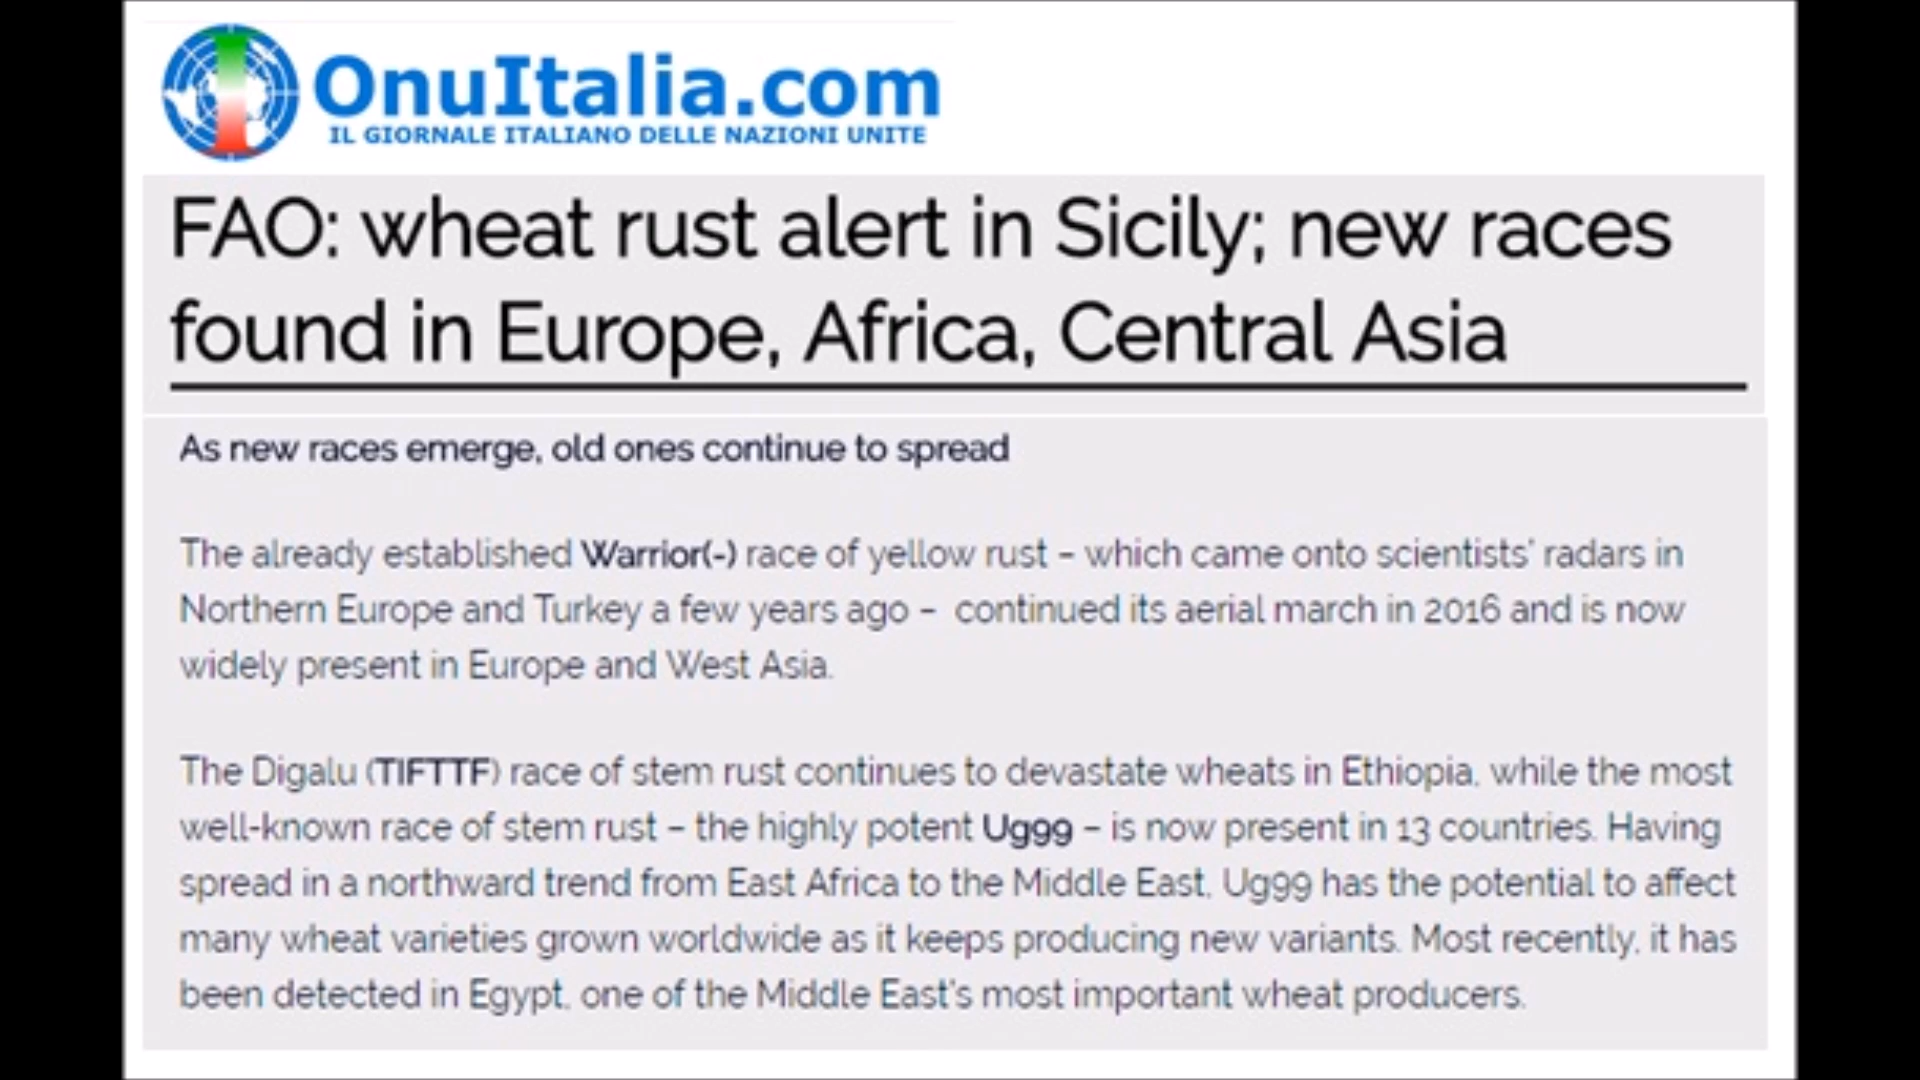 OnuItalia.com
IL GIORNALE ITALIANO DELLE NAZIONI UNITE
FAO: wheat rust alert in Sicily; new races
found in Europe, Africa, Central Asia
As new races emerge, old ones continue to spread
The already established Warrior(-) race of yellow rust – which came onto scientists' radars in
Northern Europe and Turkey a few years ago – continued its aerial march in 2016 and is now
widely present in Europe and West Asia.
The Digalu (TIFTTF) race of stem rust continues to devastate wheats in Ethiopia, while the most
well-known race of stem rust – the highly potent Ug99 – is now present in 13 countries. Having
spread in a northward trend from East Africa to the Middle East, Ug99 has the potential to affect
many wheat varieties grown worldwide as it keeps producing new variants. Most recently, it has
been detected in Egypt, one of the Middle East's most important wheat producers.